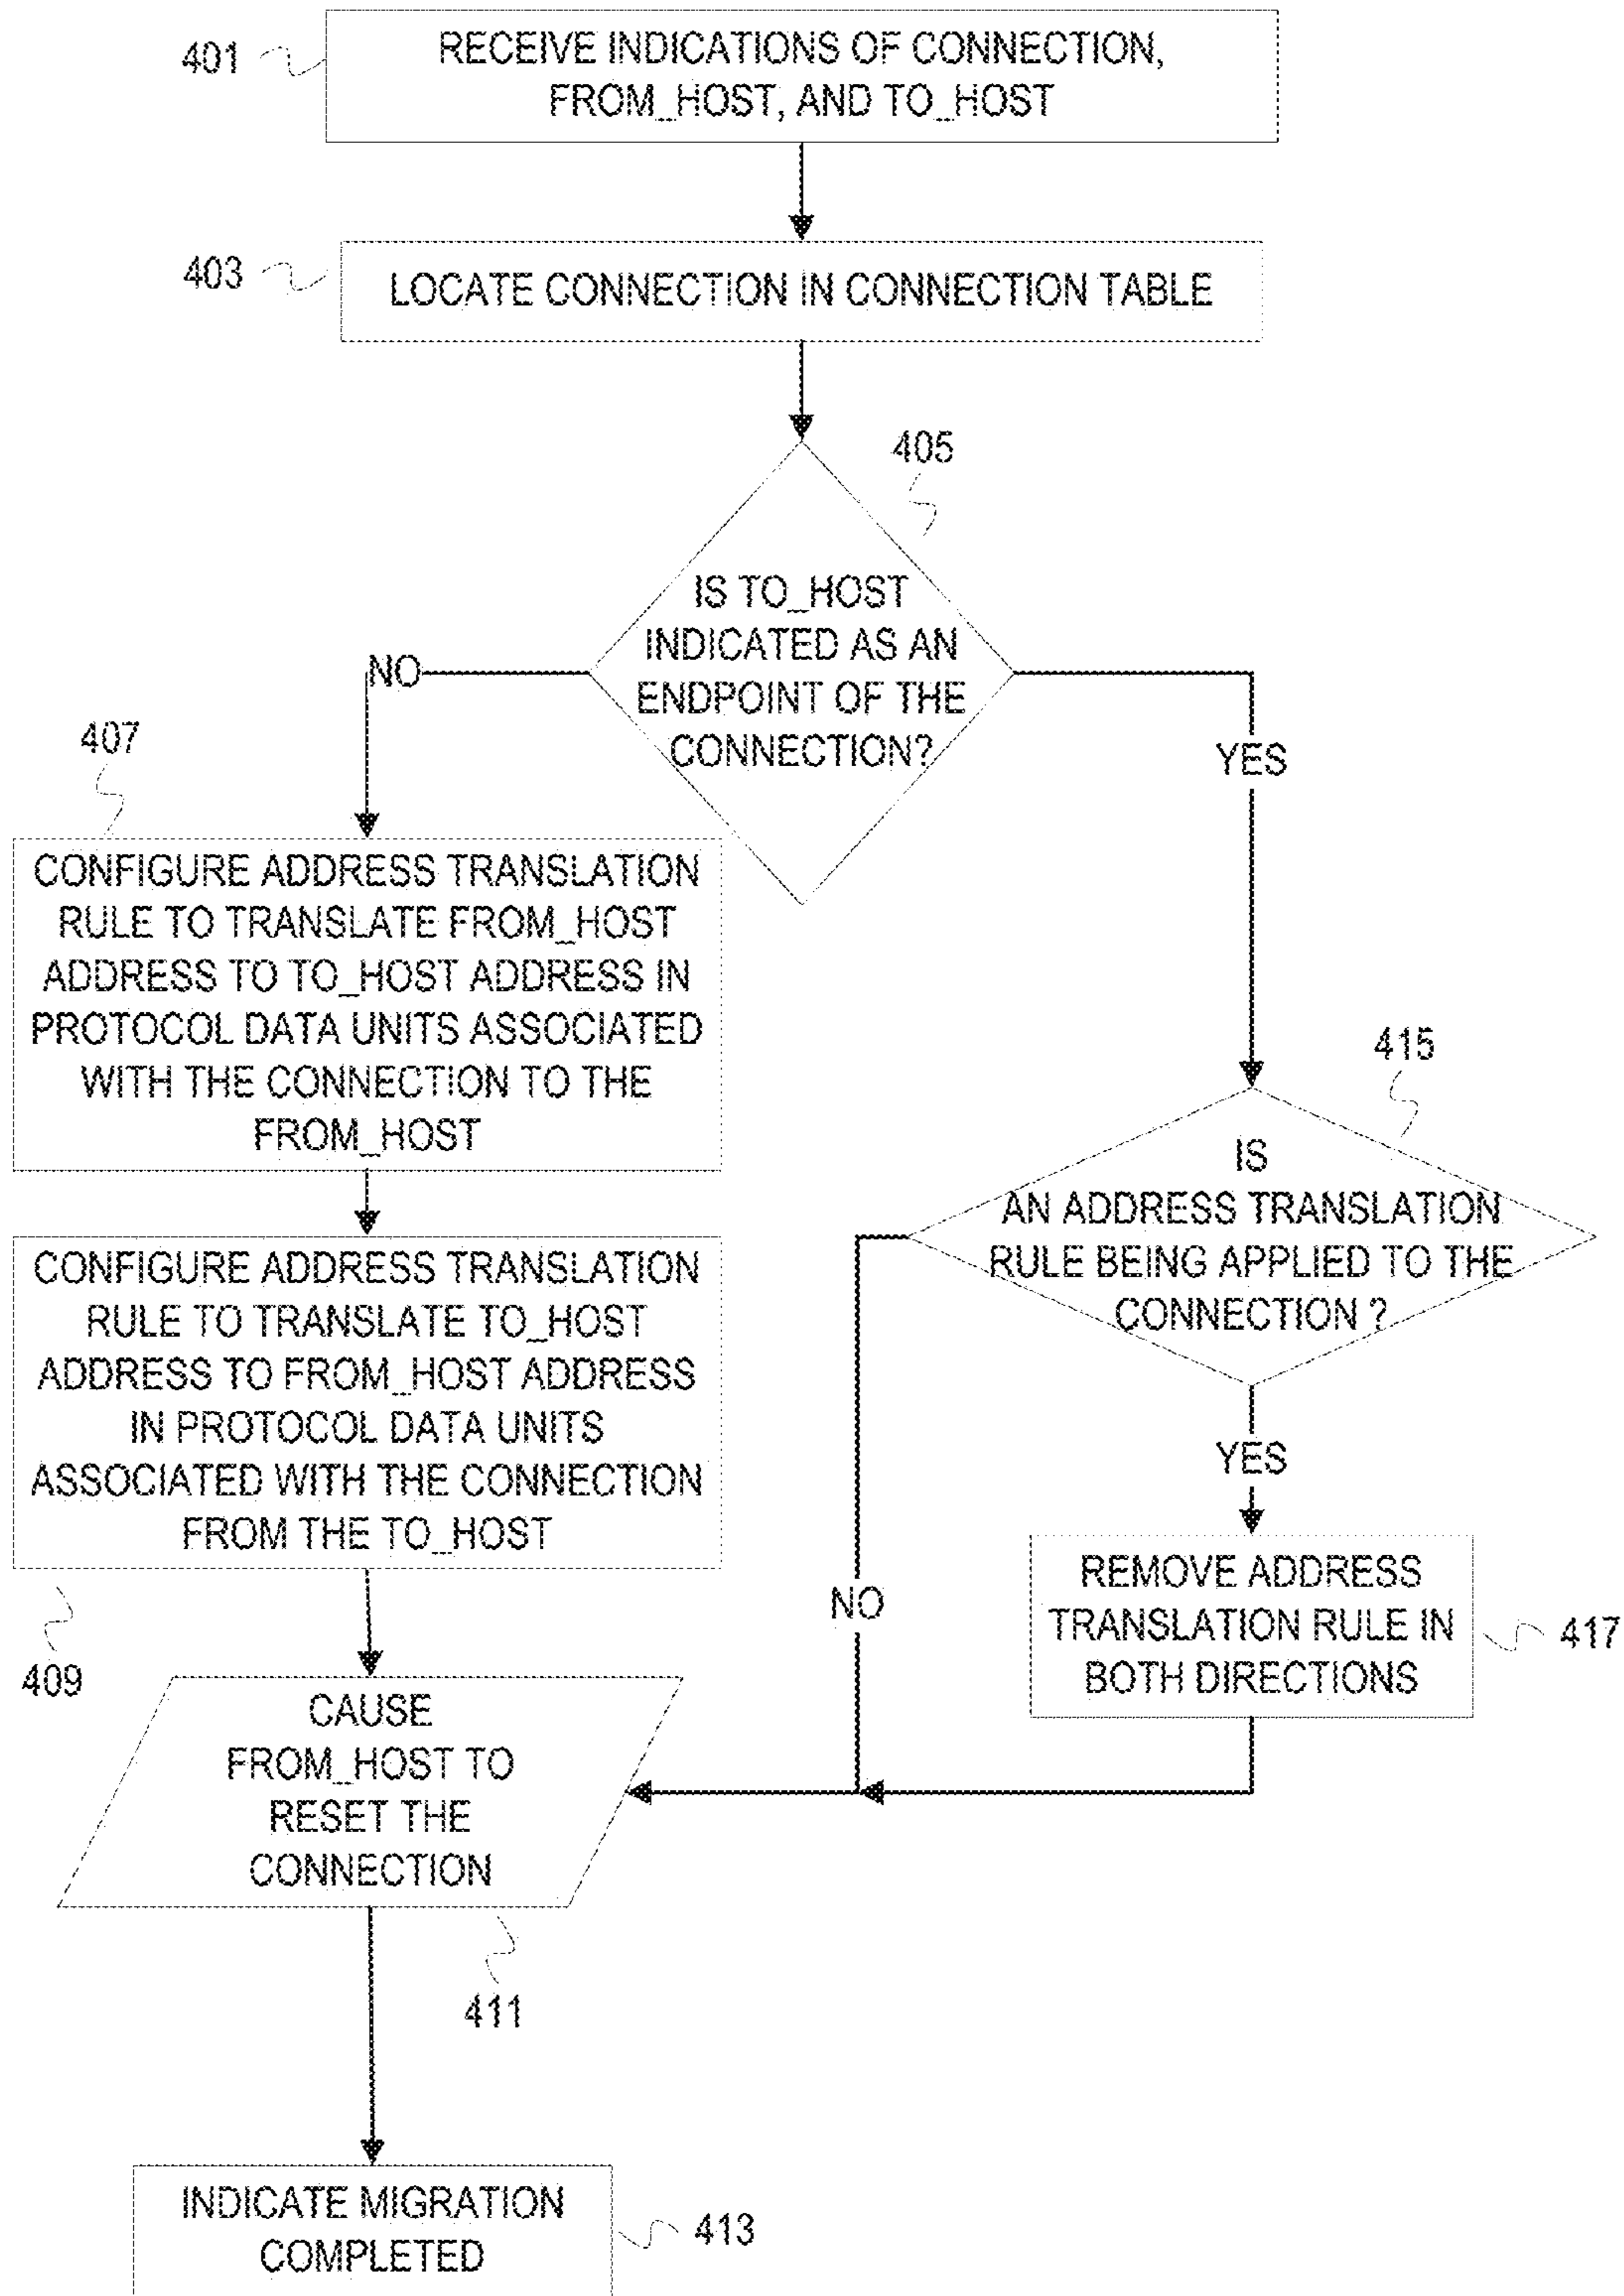 401
RECEIVE INDICATIONS OF CONNECTION,
FROM_HOST, AND TO_HOST
403
LOCATE CONNECTION IN CONNECTION TABLE
405
IS TO_HOST
INDICATED AS AN
ENDPOINT OF THE
CONNECTION?
NO
YES
407
CONFIGURE ADDRESS TRANSLATION
RULE TO TRANSLATE FROM_HOST
ADDRESS TO TO_HOST ADDRESS IN
PROTOCOL DATA UNITS ASSOCIATED
WITH THE CONNECTION TO THE
FROM_HOST
CONFIGURE ADDRESS TRANSLATION
RULE TO TRANSLATE TO_HOST
ADDRESS TO FROM_HOST ADDRESS
IN PROTOCOL DATA UNITS
ASSOCIATED WITH THE CONNECTION
FROM THE TO_HOST
409
415
IS
AN ADDRESS TRANSLATION
RULE BEING APPLIED TO THE
CONNECTION ?
YES
NO
REMOVE ADDRESS
TRANSLATION RULE IN
BOTH DIRECTIONS
417
CAUSE
FROM_HOST TO
RESET THE
CONNECTION
411
INDICATE MIGRATION
COMPLETED
413